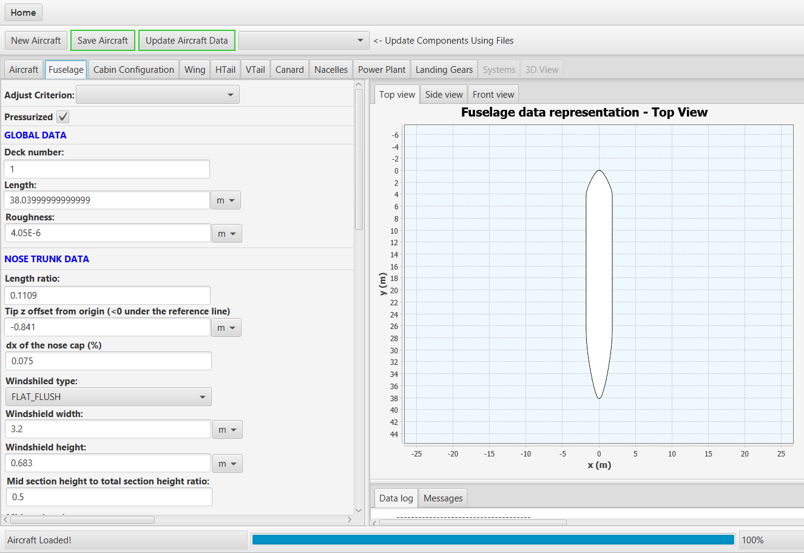 Home
New Aircraft Save Aircraft Update Aircraft Data <- Update Components Using Files
Aircraft Fuselage Cabin Configuration Wing HTail VTail Canard Nacelles Power Plant Landing Gears Systems 3D View
Adjust Criterion:
Pressurized
GLOBAL DATA
Deck number:
1
Length:
38.03999999999999 m
Roughness:
4.05E-6 m
NOSE TRUNK DATA
Length ratio:
0.1109
Tip z offset from origin (<0 under the reference line)
-0.841 m
dx of the nose cap (%)
0.075
Windshiled type:
FLAT_FLUSH
Windshield width:
3.2 m
Windshield height:
0.683 m
Mid section height to total section height ratio:
0.5
Top view Side view Front view
Fuselage data representation - Top View
-6
-4
-2
0
2
4
6
8
10
12
14
16
18
20
22
24
26
28
30
32
34
36
38
40
42
44
y (m)
-25 -20 -15 -10 -5 0 5 10 15 20 25
x (m)
Data log Messages
------------------------------------
Aircraft Loaded! 100%